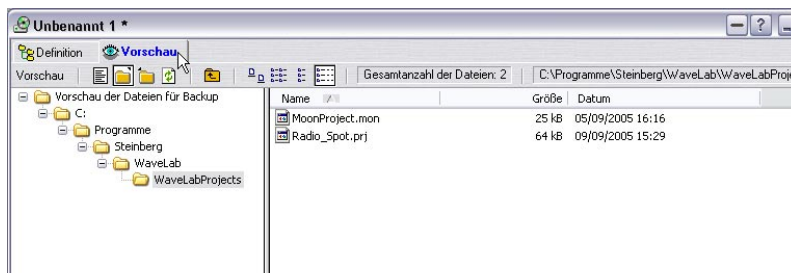 Unbenannt 1 *
Definition Vorschau
Vorschau Gesamtanzahl der Dateien: 2 C:\Programme\Steinberg\WaveLab\WaveLabProje
Vorschau der Dateien für Backup
C:
Programme
Steinberg
WaveLab
WaveLabProjects
Name Größe Datum
MoonProject.mon 25 kB 05/09/2005 16:16
Radio_Spot.prj 64 kB 09/09/2005 15:29